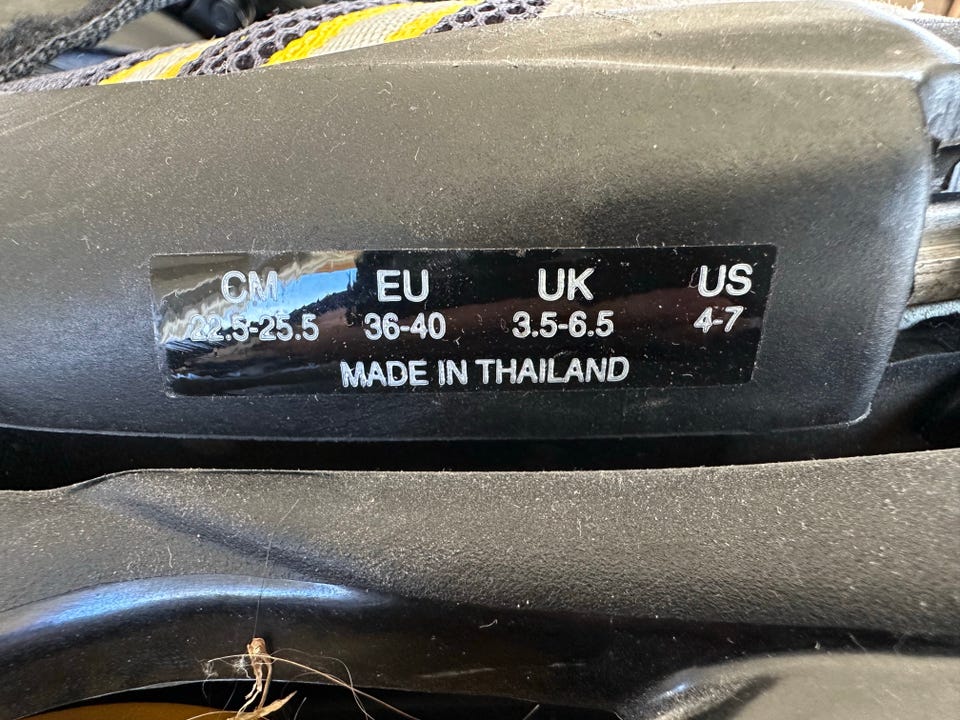 CM EU UK US
22.5-25.5 36-40 3.5-6.5 4-7
MADE IN THAILAND